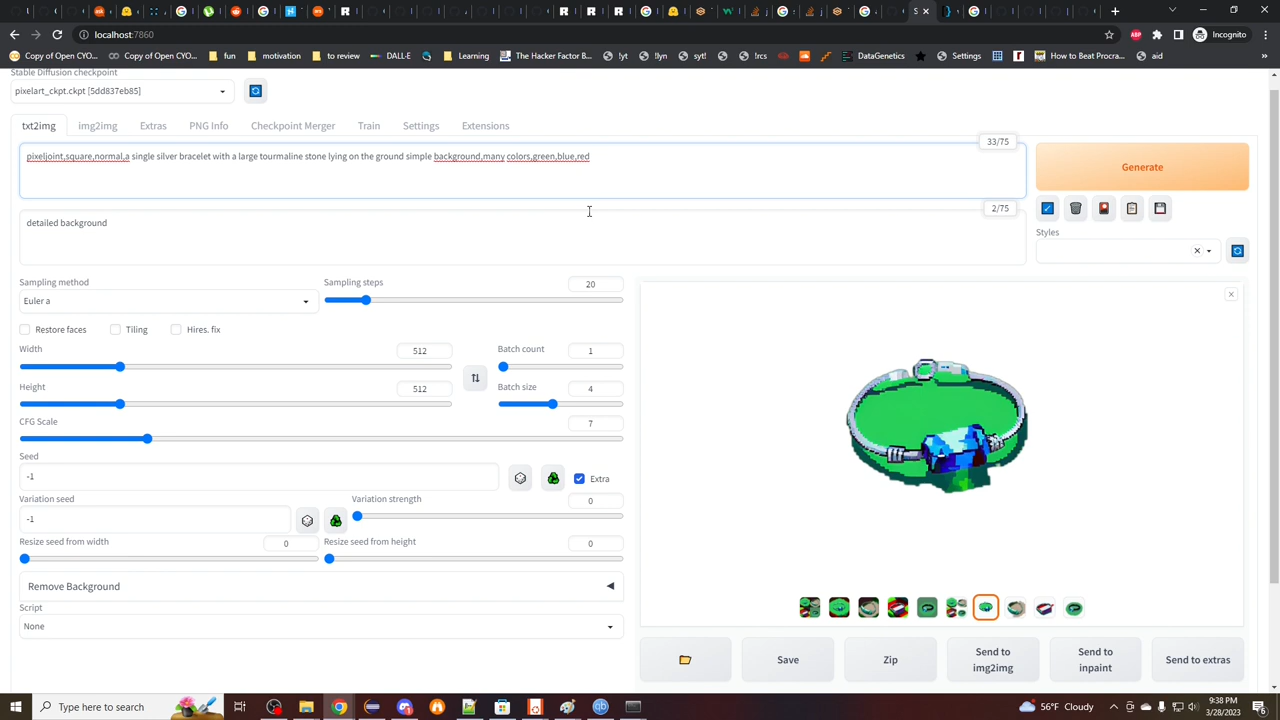 S
Incognito
localhost:7860
Copy of Open CYO...
Copy of Open CYO...
fun
motivation
DALL-E
Learning
The Hacker Factor B...
!yt
!lyn
sy!
!rcs
DataGenetics
Settings
How to Beat Procra...
aid
Stable Diffusion checkpoint
pixelart_ckpt.ckpt [5dd837eb85]
txt2img
img2img
Extras
PNG Info
Checkpoint Merger
Train
Settings
Extensions
33/75
pixeljoint,square,normal,a single silver bracelet with a large tourmaline stone lying on the ground simple background,many colors,green,blue,red
Generate
2/75
detailed background
Styles
Sampling method
Euler a
Sampling steps
20
Restore faces
Tiling
Hires. fix
Width
512
Batch count
1
Height
512
Batch size
4
CFG Scale
7
Seed
-1
Extra
Variation seed
-1
Variation strength
0
Resize seed from width
0
Resize seed from height
0
Remove Background
Script
None
Save
Zip
Send to
img2img
Send to
inpaint
Send to extras
Type here to search
56°F Cloudy
9:38 PM
3/28/2023